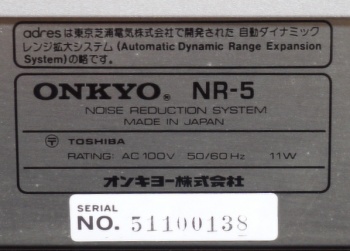 adresは東京芝浦電気株式会社で開発された自動ダイナミック
レンジ拡大システム(Automatic Dynamic Range Expansion
System)の略です。
ONKYO® NR-5
NOISE REDUCTION SYSTEM
MADE IN JAPAN
〒 TOSHIBA
RATING: AC 100V 50/60 Hz 11W
オンキヨー株式会社
SERIAL
NO. 51100138